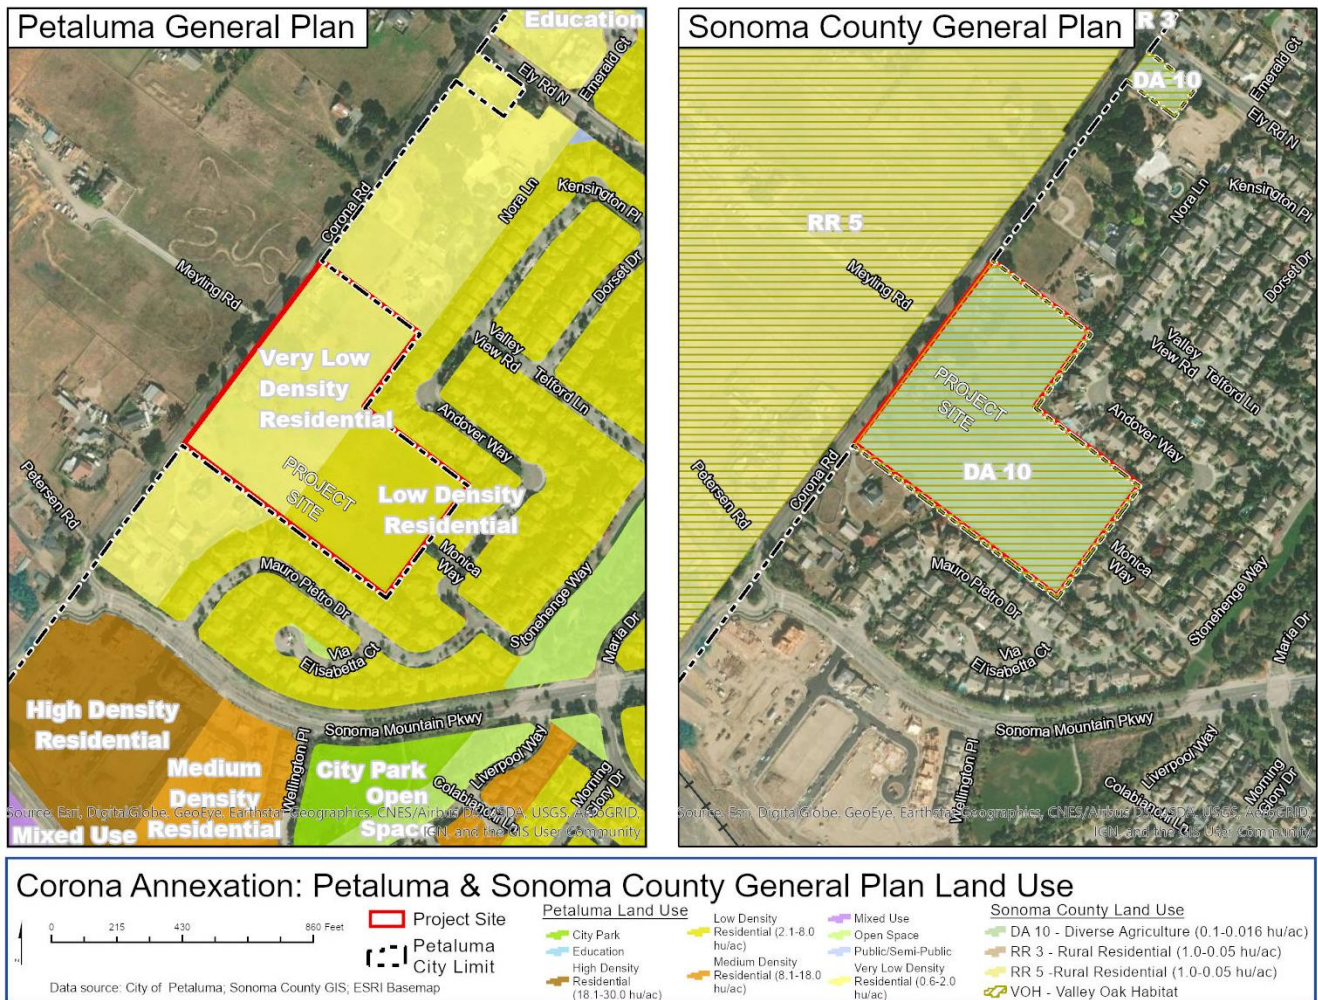 Petaluma General Plan
Education
Ely Rd N
Emerald Ct
Corona Rd
Nora Ln
Kensington Pl
Dorset Dr
Meyling Rd
Valley
View Rd
Telford Ln
Very Low
Density
Residential
Andover Way
PROJECT
SITE
Low Density
Residential
Petersen Rd
Monica
Way
Mauro Pietro Dr
Via
Elisabetta Ct
Stonehenge Way
Maria Dr
High Density
Residential
Sonoma Mountain Pkwy
Wellington Pl
Medium
Density
Residential
City Park
Open
Space
Liverpool Way
Morning
Glory Dr
Mixed Use
Source: Esri, DigitalGlobe, GeoEye, Earthstar Geographics, CNES/Airbus DS, USDA, USGS, AeroGRID,
IGN, and the GIS User Community
Sonoma County General Plan
R 3
DA 10
Emerald Ct
Ely Rd N
RR 5
Nora Ln
Kensington Pl
Dorset Dr
Meyling Rd
Valley
View Rd
Telford Ln
PROJECT
SITE
Andover Way
DA 10
Corona Rd
Petersen Rd
Monica
Way
Mauro Pietro Dr
Via
Elisabetta Ct
Stonehenge Way
Maria Dr
Sonoma Mountain Pkwy
Wellington Pl
Liverpool Way
Morning
Glory Dr
Source: Esri, DigitalGlobe, GeoEye, Earthstar Geographics, CNES/Airbus DS, USDA, USGS, AeroGRID,
IGN, and the GIS User Community
Corona Annexation: Petaluma & Sonoma County General Plan Land Use
0 215 430 860 Feet
Project Site
Petaluma
City Limit
Data source: City of Petaluma; Sonoma County GIS; ESRI Basemap
Petaluma Land Use
City Park
Education
High Density
Residential
(18.1-30.0 hu/ac)
Low Density
Residential (2.1-8.0
hu/ac)
Medium Density
Residential (8.1-18.0
hu/ac)
Mixed Use
Open Space
Public/Semi-Public
Very Low Density
Residential (0.6-2.0
hu/ac)
Sonoma County Land Use
DA 10 - Diverse Agriculture (0.1-0.016 hu/ac)
RR 3 - Rural Residential (1.0-0.05 hu/ac)
RR 5 -Rural Residential (1.0-0.05 hu/ac)
VOH - Valley Oak Habitat